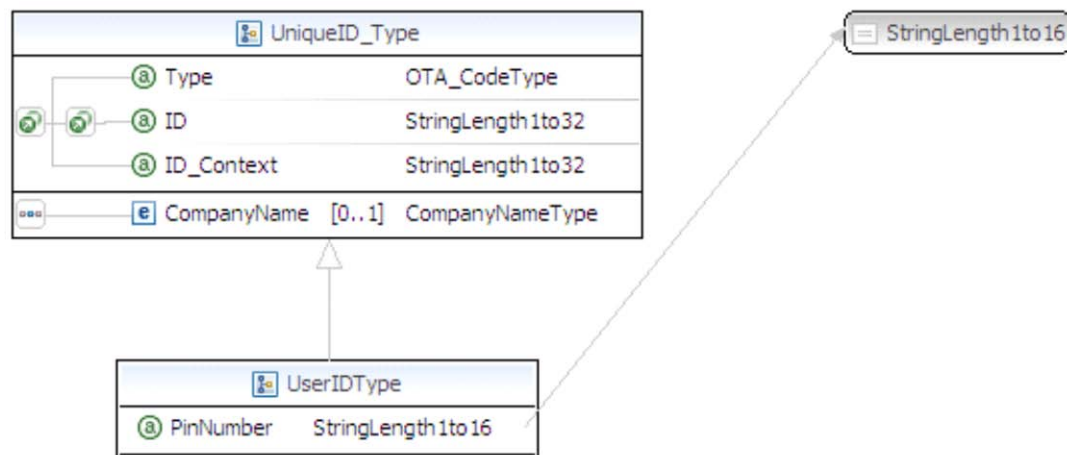 UniqueID_Type
StringLength1to16
a Type OTA_CodeType
a ID StringLength1to32
a ID_Context StringLength1to32
e CompanyName [0..1] CompanyNameType
UserIDType
a PinNumber StringLength1to16